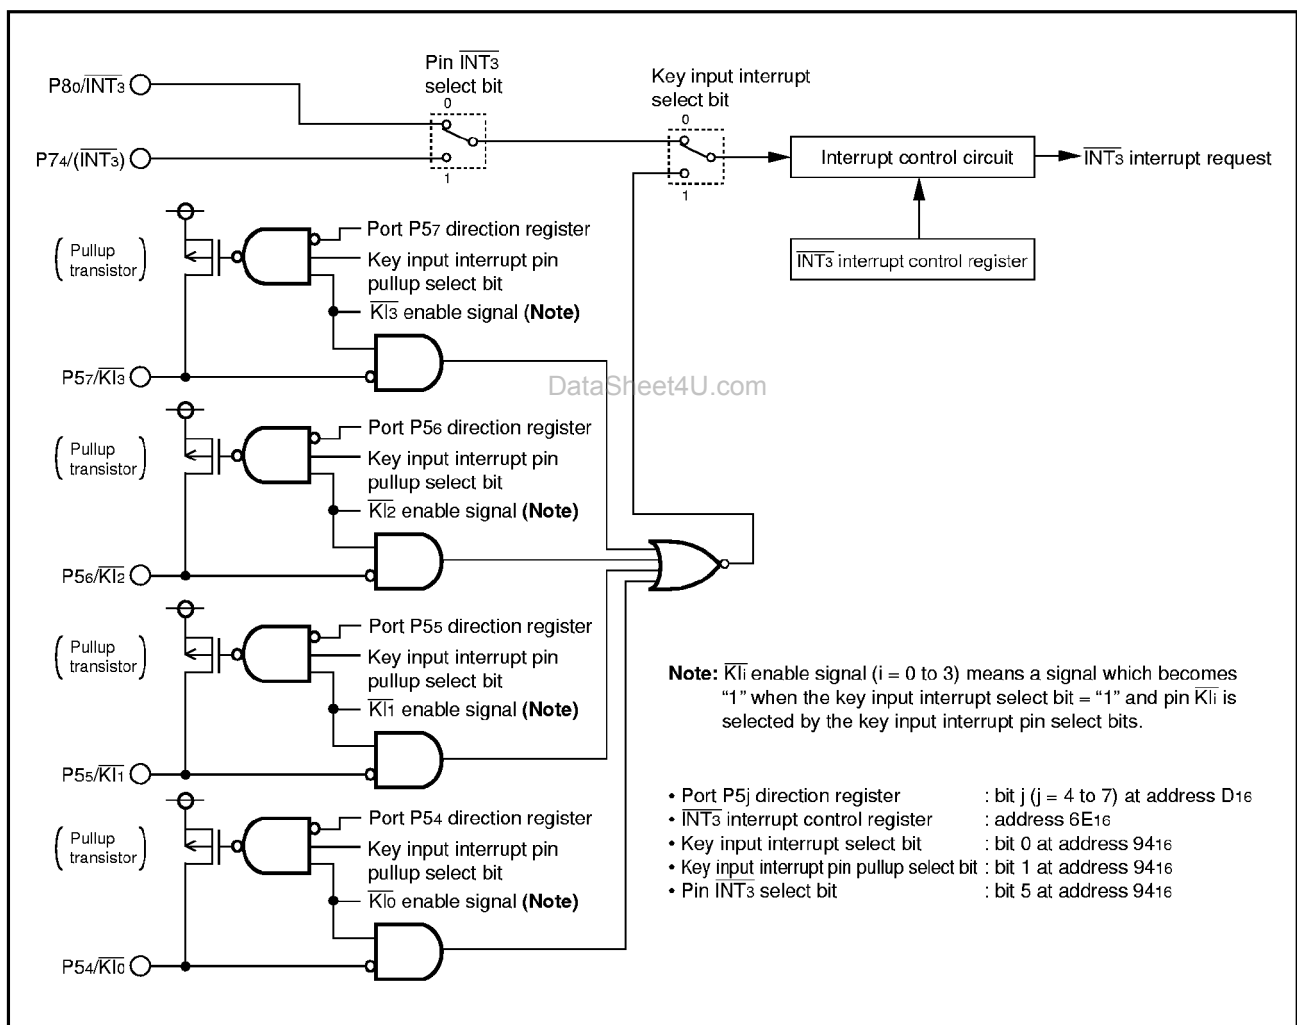 Pin INT3
select bit
P80/INT3
0
1
P74/(INT3)
Key input interrupt
select bit
0
1
Interrupt control circuit
INT3 interrupt request
INT3 interrupt control register
(Pullup
transistor)
Port P57 direction register
Key input interrupt pin
pullup select bit
KI3 enable signal (Note)
P57/KI3
DataSheet4U.com
(Pullup
transistor)
Port P56 direction register
Key input interrupt pin
pullup select bit
KI2 enable signal (Note)
P56/KI2
(Pullup
transistor)
Port P55 direction register
Key input interrupt pin
pullup select bit
KI1 enable signal (Note)
P55/KI1
(Pullup
transistor)
Port P54 direction register
Key input interrupt pin
pullup select bit
KI0 enable signal (Note)
P54/KI0
Note: KIi enable signal (i = 0 to 3) means a signal which becomes
“1” when the key input interrupt select bit = “1” and pin KIi is
selected by the key input interrupt pin select bits.
• Port P5j direction register : bit j (j = 4 to 7) at address D16
• INT3 interrupt control register : address 6E16
• Key input interrupt select bit : bit 0 at address 9416
• Key input interrupt pin pullup select bit : bit 1 at address 9416
• Pin INT3 select bit : bit 5 at address 9416